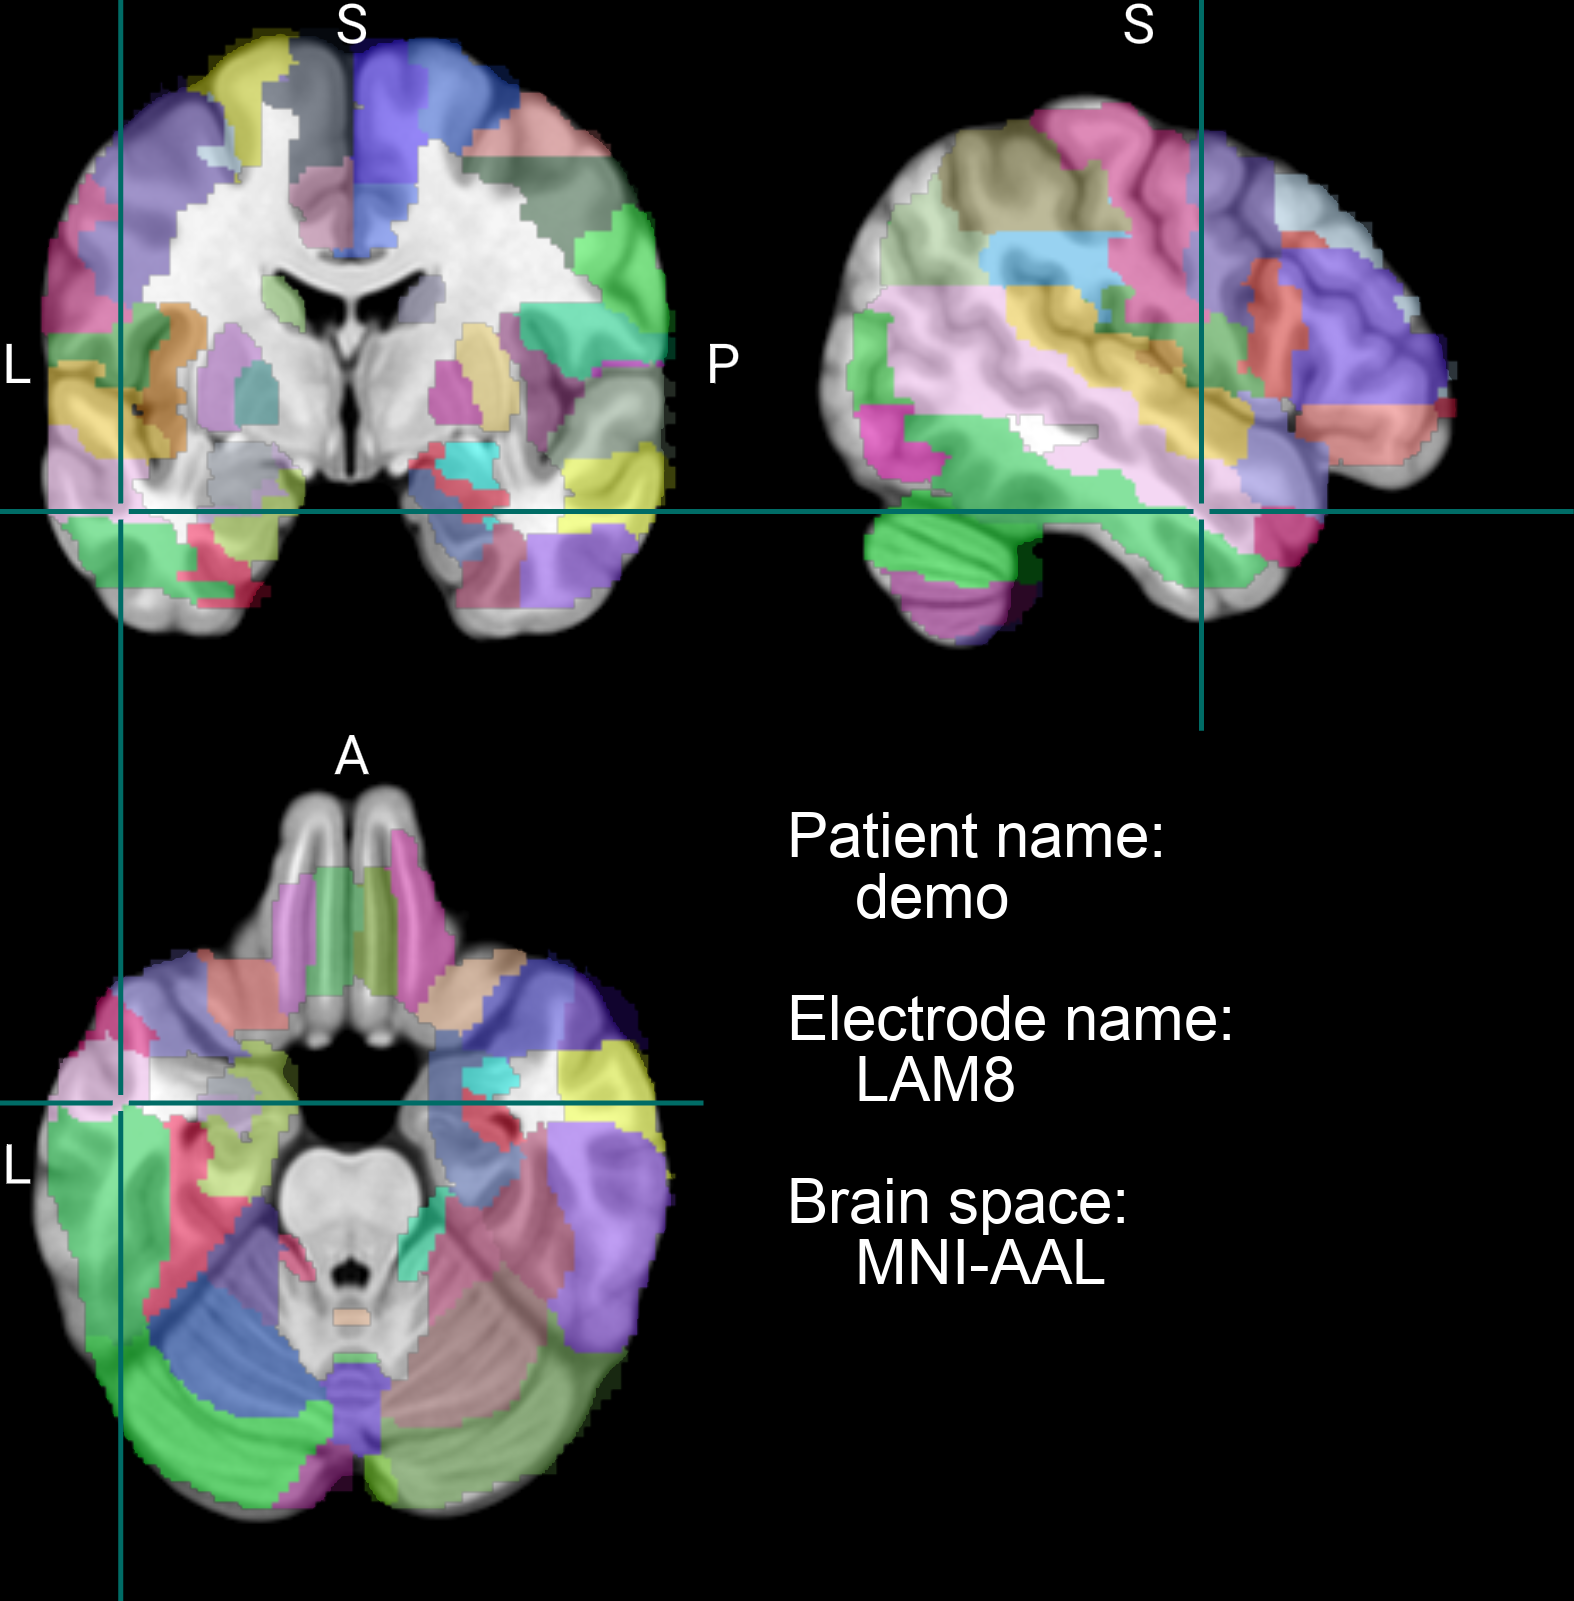 S
S
L
P
A
L
Patient name:
demo
Electrode name:
LAM8
Brain space:
MNI-AAL